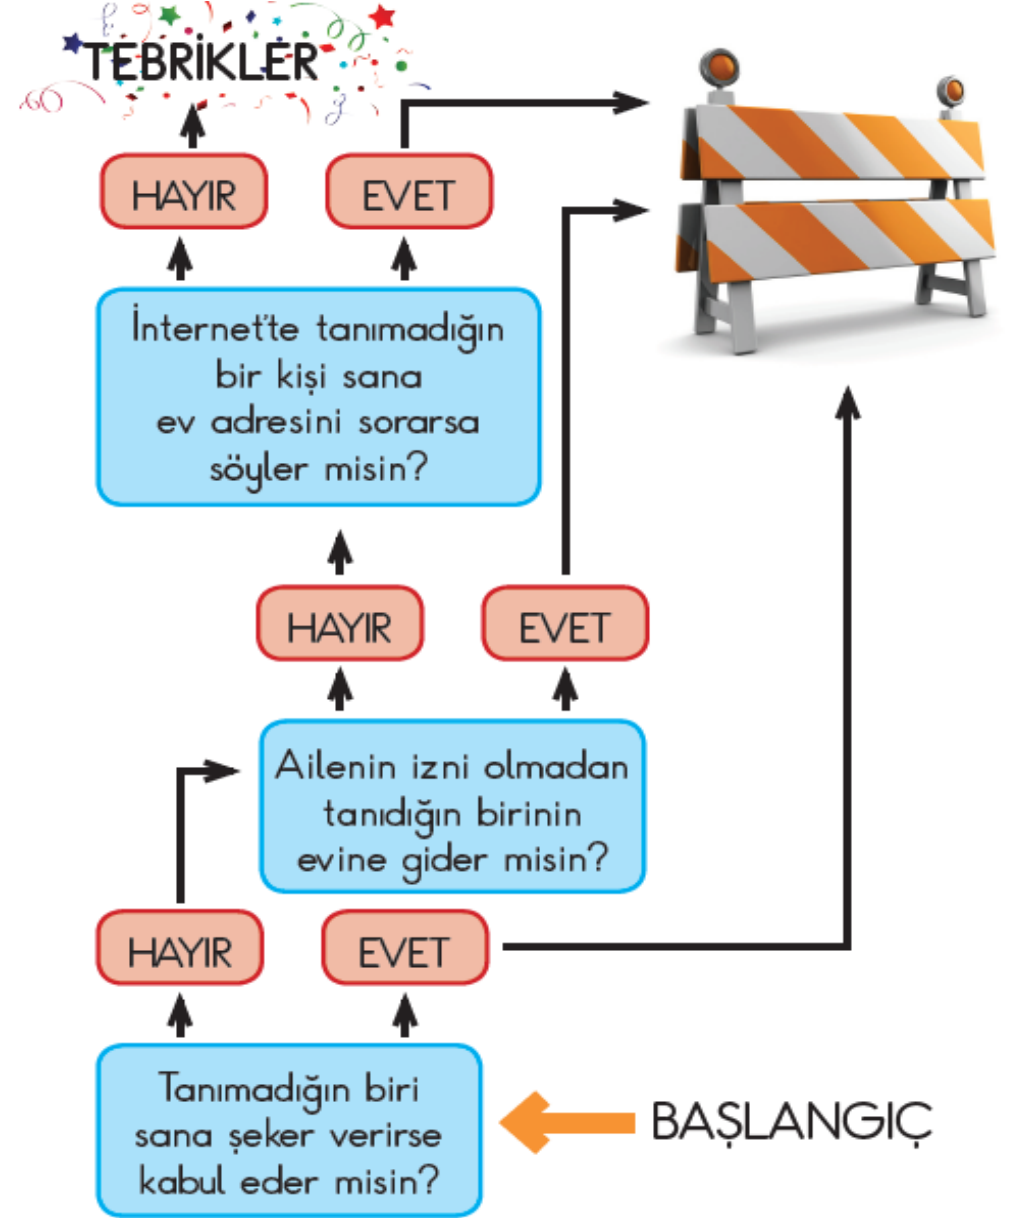 TEBRİKLER
HAYIR
EVET
İnternet'te tanımadığın
bir kişi sana
ev adresini sorarsa
söyler misin?
HAYIR
EVET
Ailenin izni olmadan
tanıdığın birinin
evine gider misin?
HAYIR
EVET
Tanımadığın biri
sana şeker verirse
kabul eder misin?
BAŞLANGIÇ